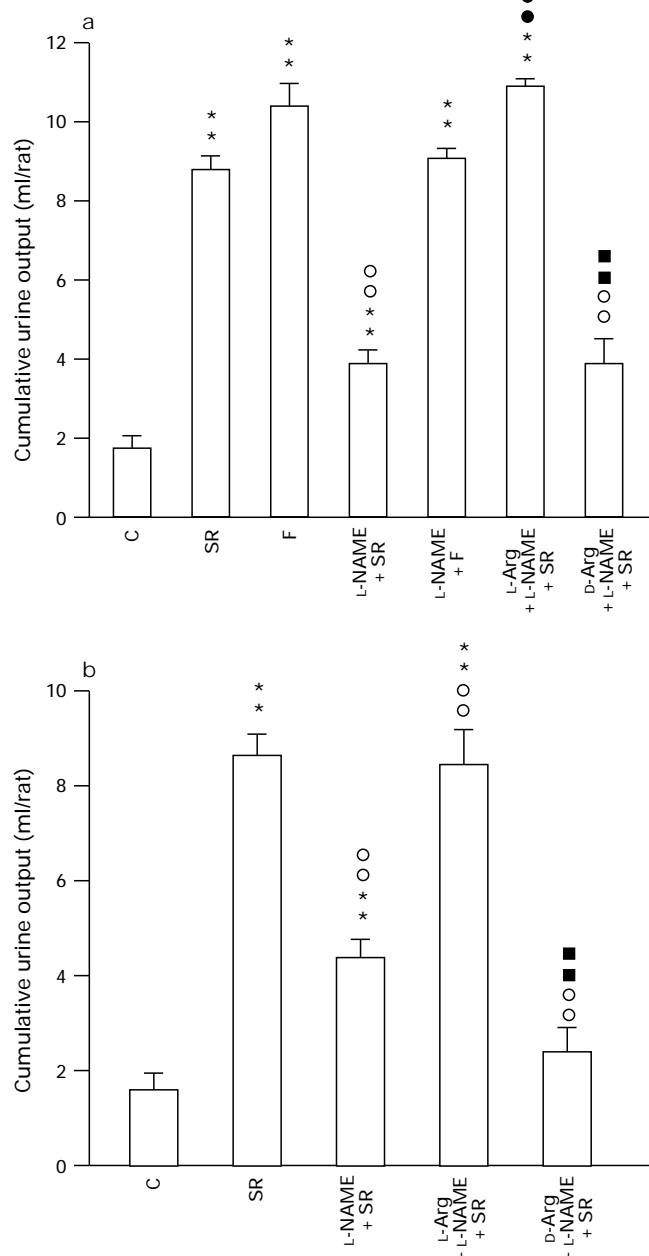 a
Cumulative urine output (ml/rat)
12
10
8
6
4
2
0
* *
* *
* *
* *
* *
* *
C
SR
F
L-NAME
+ SR
L-NAME
+ F
L-Arg
+ L-NAME
+ SR
D-Arg
+ L-NAME
+ SR
b
Cumulative urine output (ml/rat)
10
8
6
4
2
0
* *
* *
* *
C
SR
L-NAME
+ SR
L-Arg
+ L-NAME
+ SR
D-Arg
+ L-NAME
+ SR